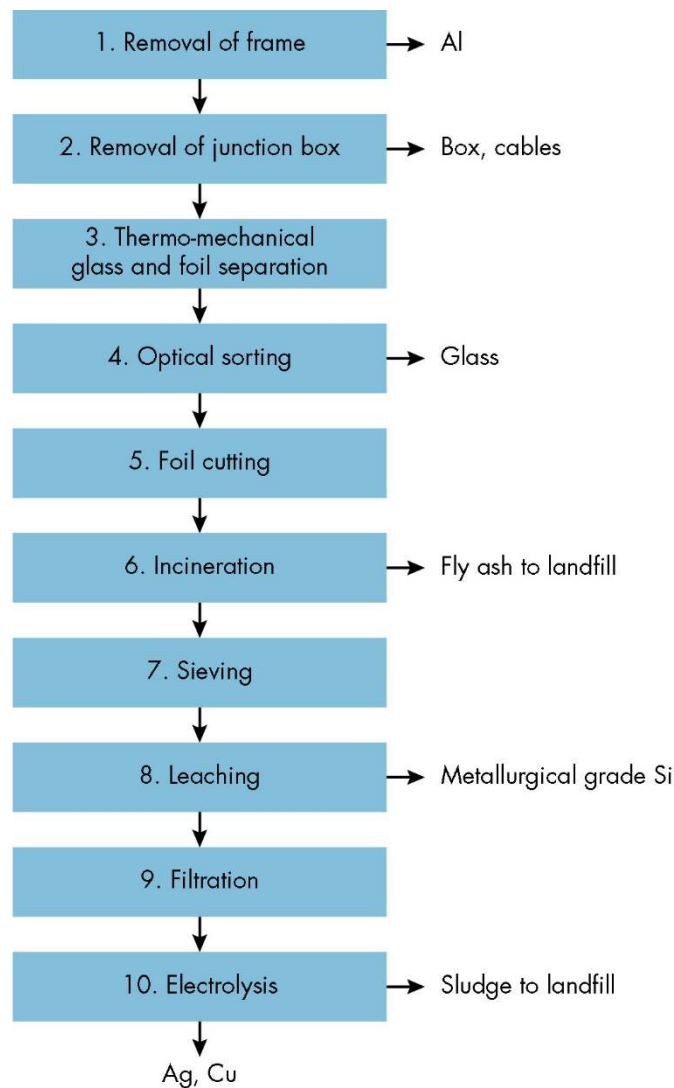 1. Removal of frame
Al
2. Removal of junction box
Box, cables
3. Thermo-mechanical
glass and foil separation
4. Optical sorting
Glass
5. Foil cutting
6. Incineration
Fly ash to landfill
7. Sieving
8. Leaching
Metallurgical grade Si
9. Filtration
10. Electrolysis
Sludge to landfill
Ag, Cu